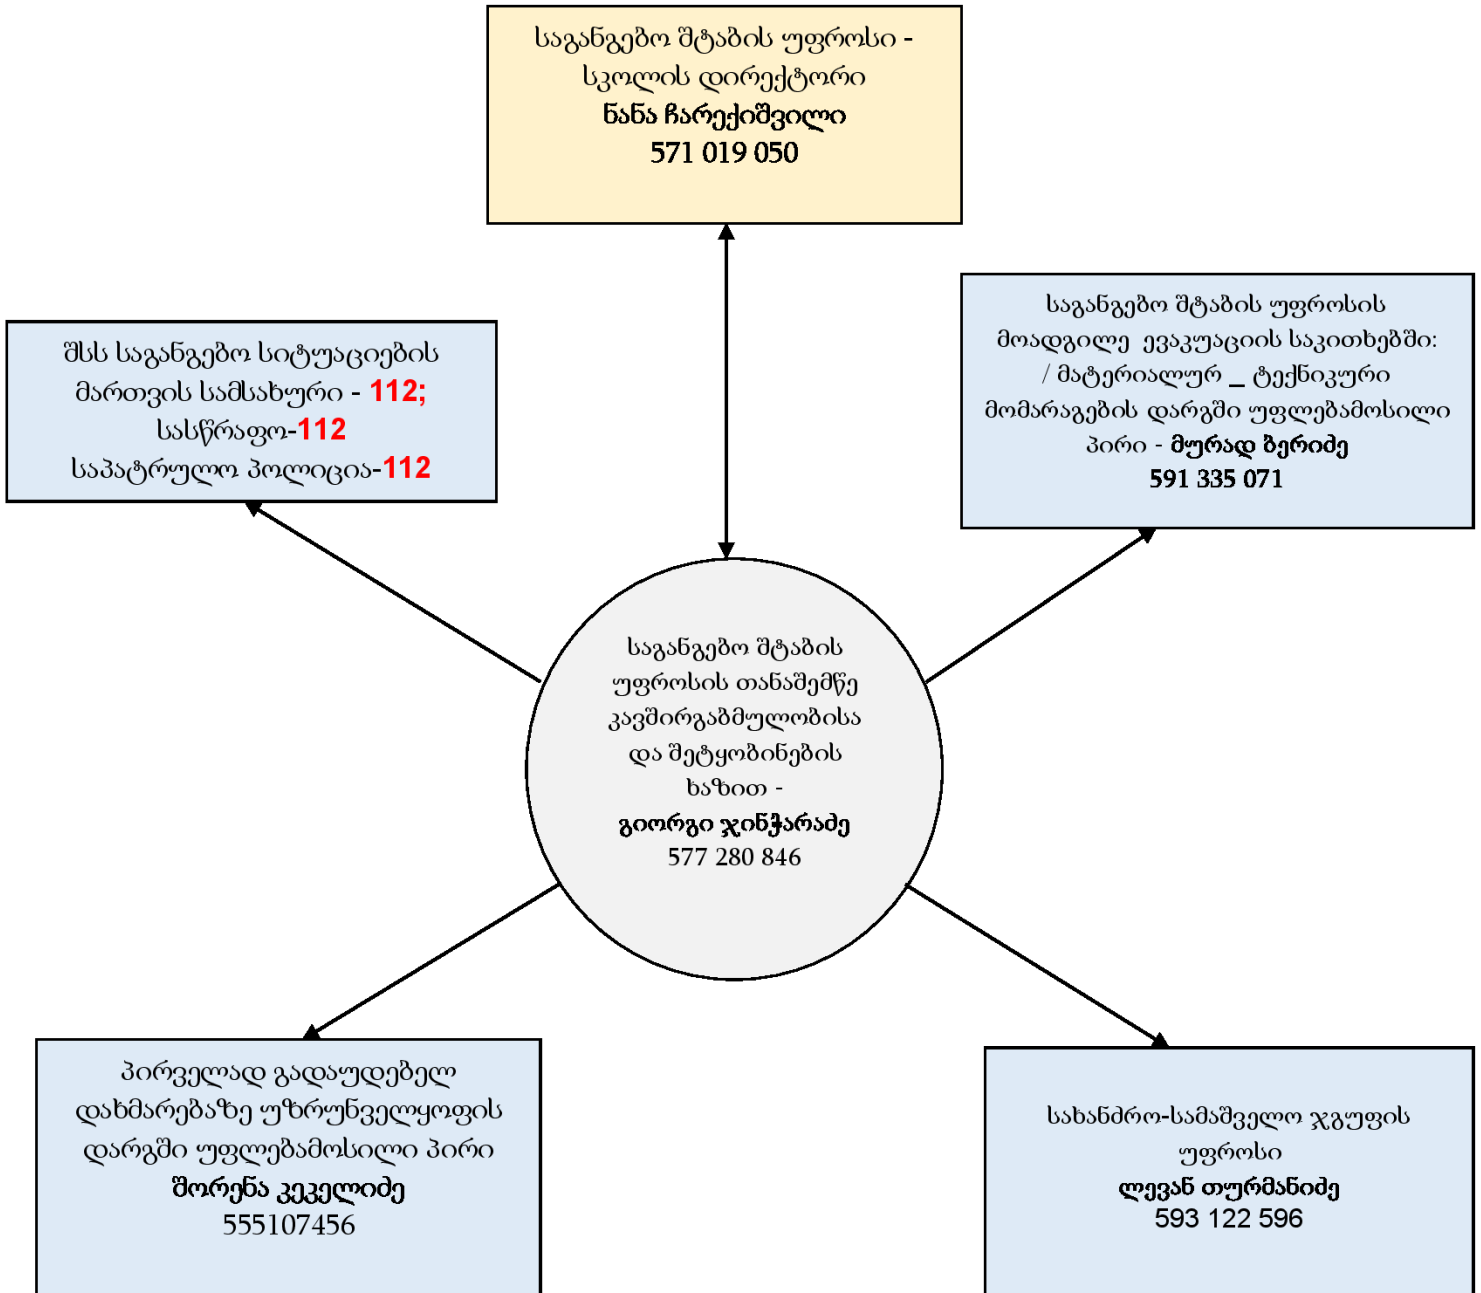 საგანგებო შტაბის უფროსი -
სკოლის დირექტორი
ნანა ჩარექიშვილი
571 019 050
შსს საგანგებო სიტუაციების
მართვის სამსახური - 112;
სასწრაფო-112
საპატრულო პოლიცია-112
საგანგებო შტაბის უფროსის
მოადგილე ევაკუაციის საკითხებში:
/ მატერიალურ _ ტექნიკური
მომარაგების დარგში უფლებამოსილი
პირი - მურად ბერიძე
591 335 071
საგანგებო შტაბის
უფროსის თანაშემწე
კავშირგაბმულობისა
და შეტყობინების
ხაზით -
გიორგი ჯინჭარაძე
577 280 846
პირველად გადაუდებელ
დახმარებაზე უზრუნველყოფის
დარგში უფლებამოსილი პირი
შორენა კეკელიძე
555107456
სახანძრო-სამაშველო ჯგუფის
უფროსი
ლევან თურმანიძე
593 122 596